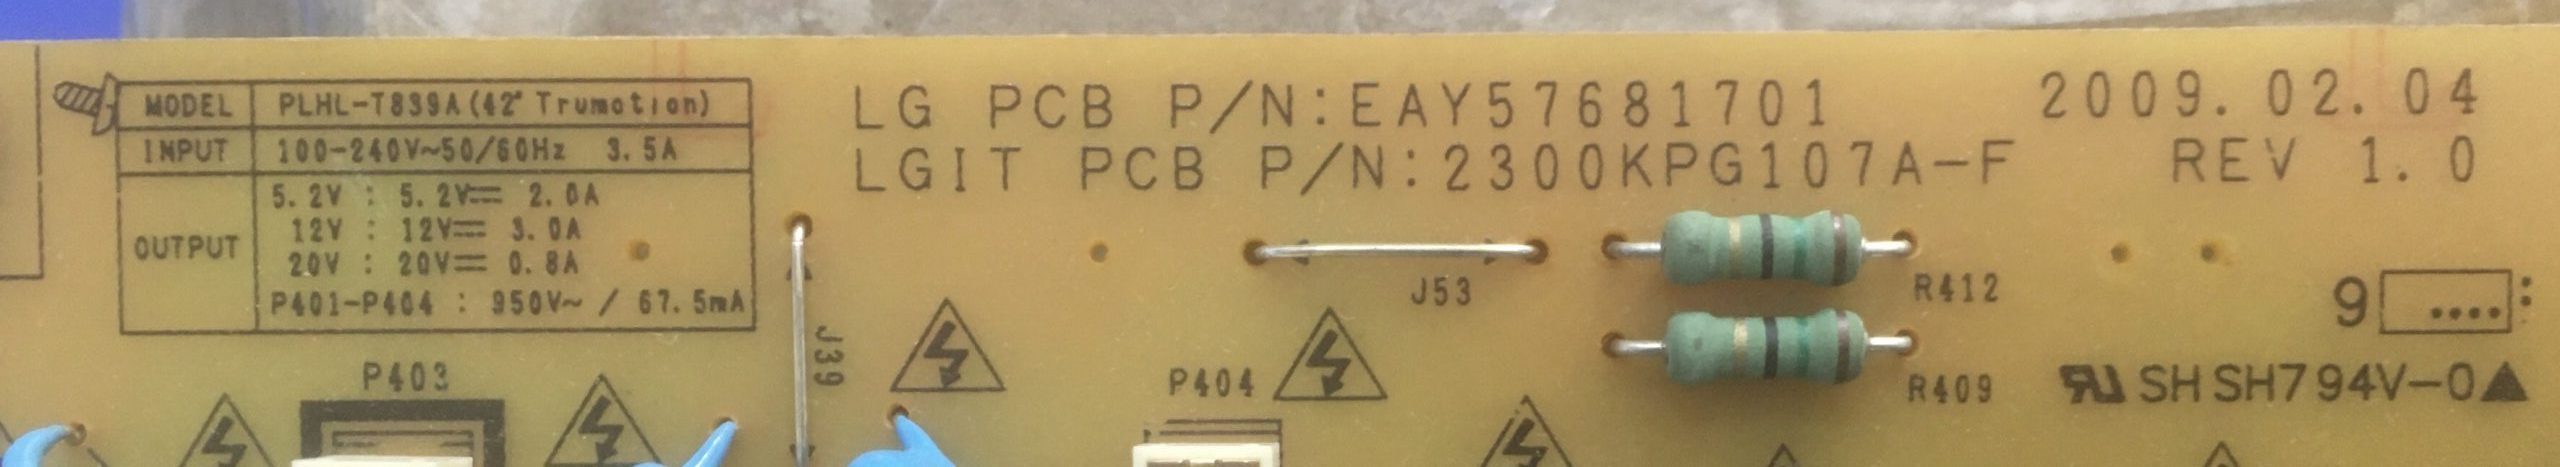 MODEL PLHL-T839A(42" Trumotion)
INPUT 100-240V~50/60Hz 3.5A
OUTPUT
5.2V : 5.2V⎓ 2.0A
12V : 12V⎓ 3.0A
20V : 20V⎓ 0.8A
P401-P404 : 950V~ / 67.5mA
LG PCB P/N:EAY57681701
LGIT PCB P/N:2300KPG107A-F
2009.02.04
REV 1.0
J53
R412
J39
P403
P404
R409
9 ....:
SH SH7 94V-0